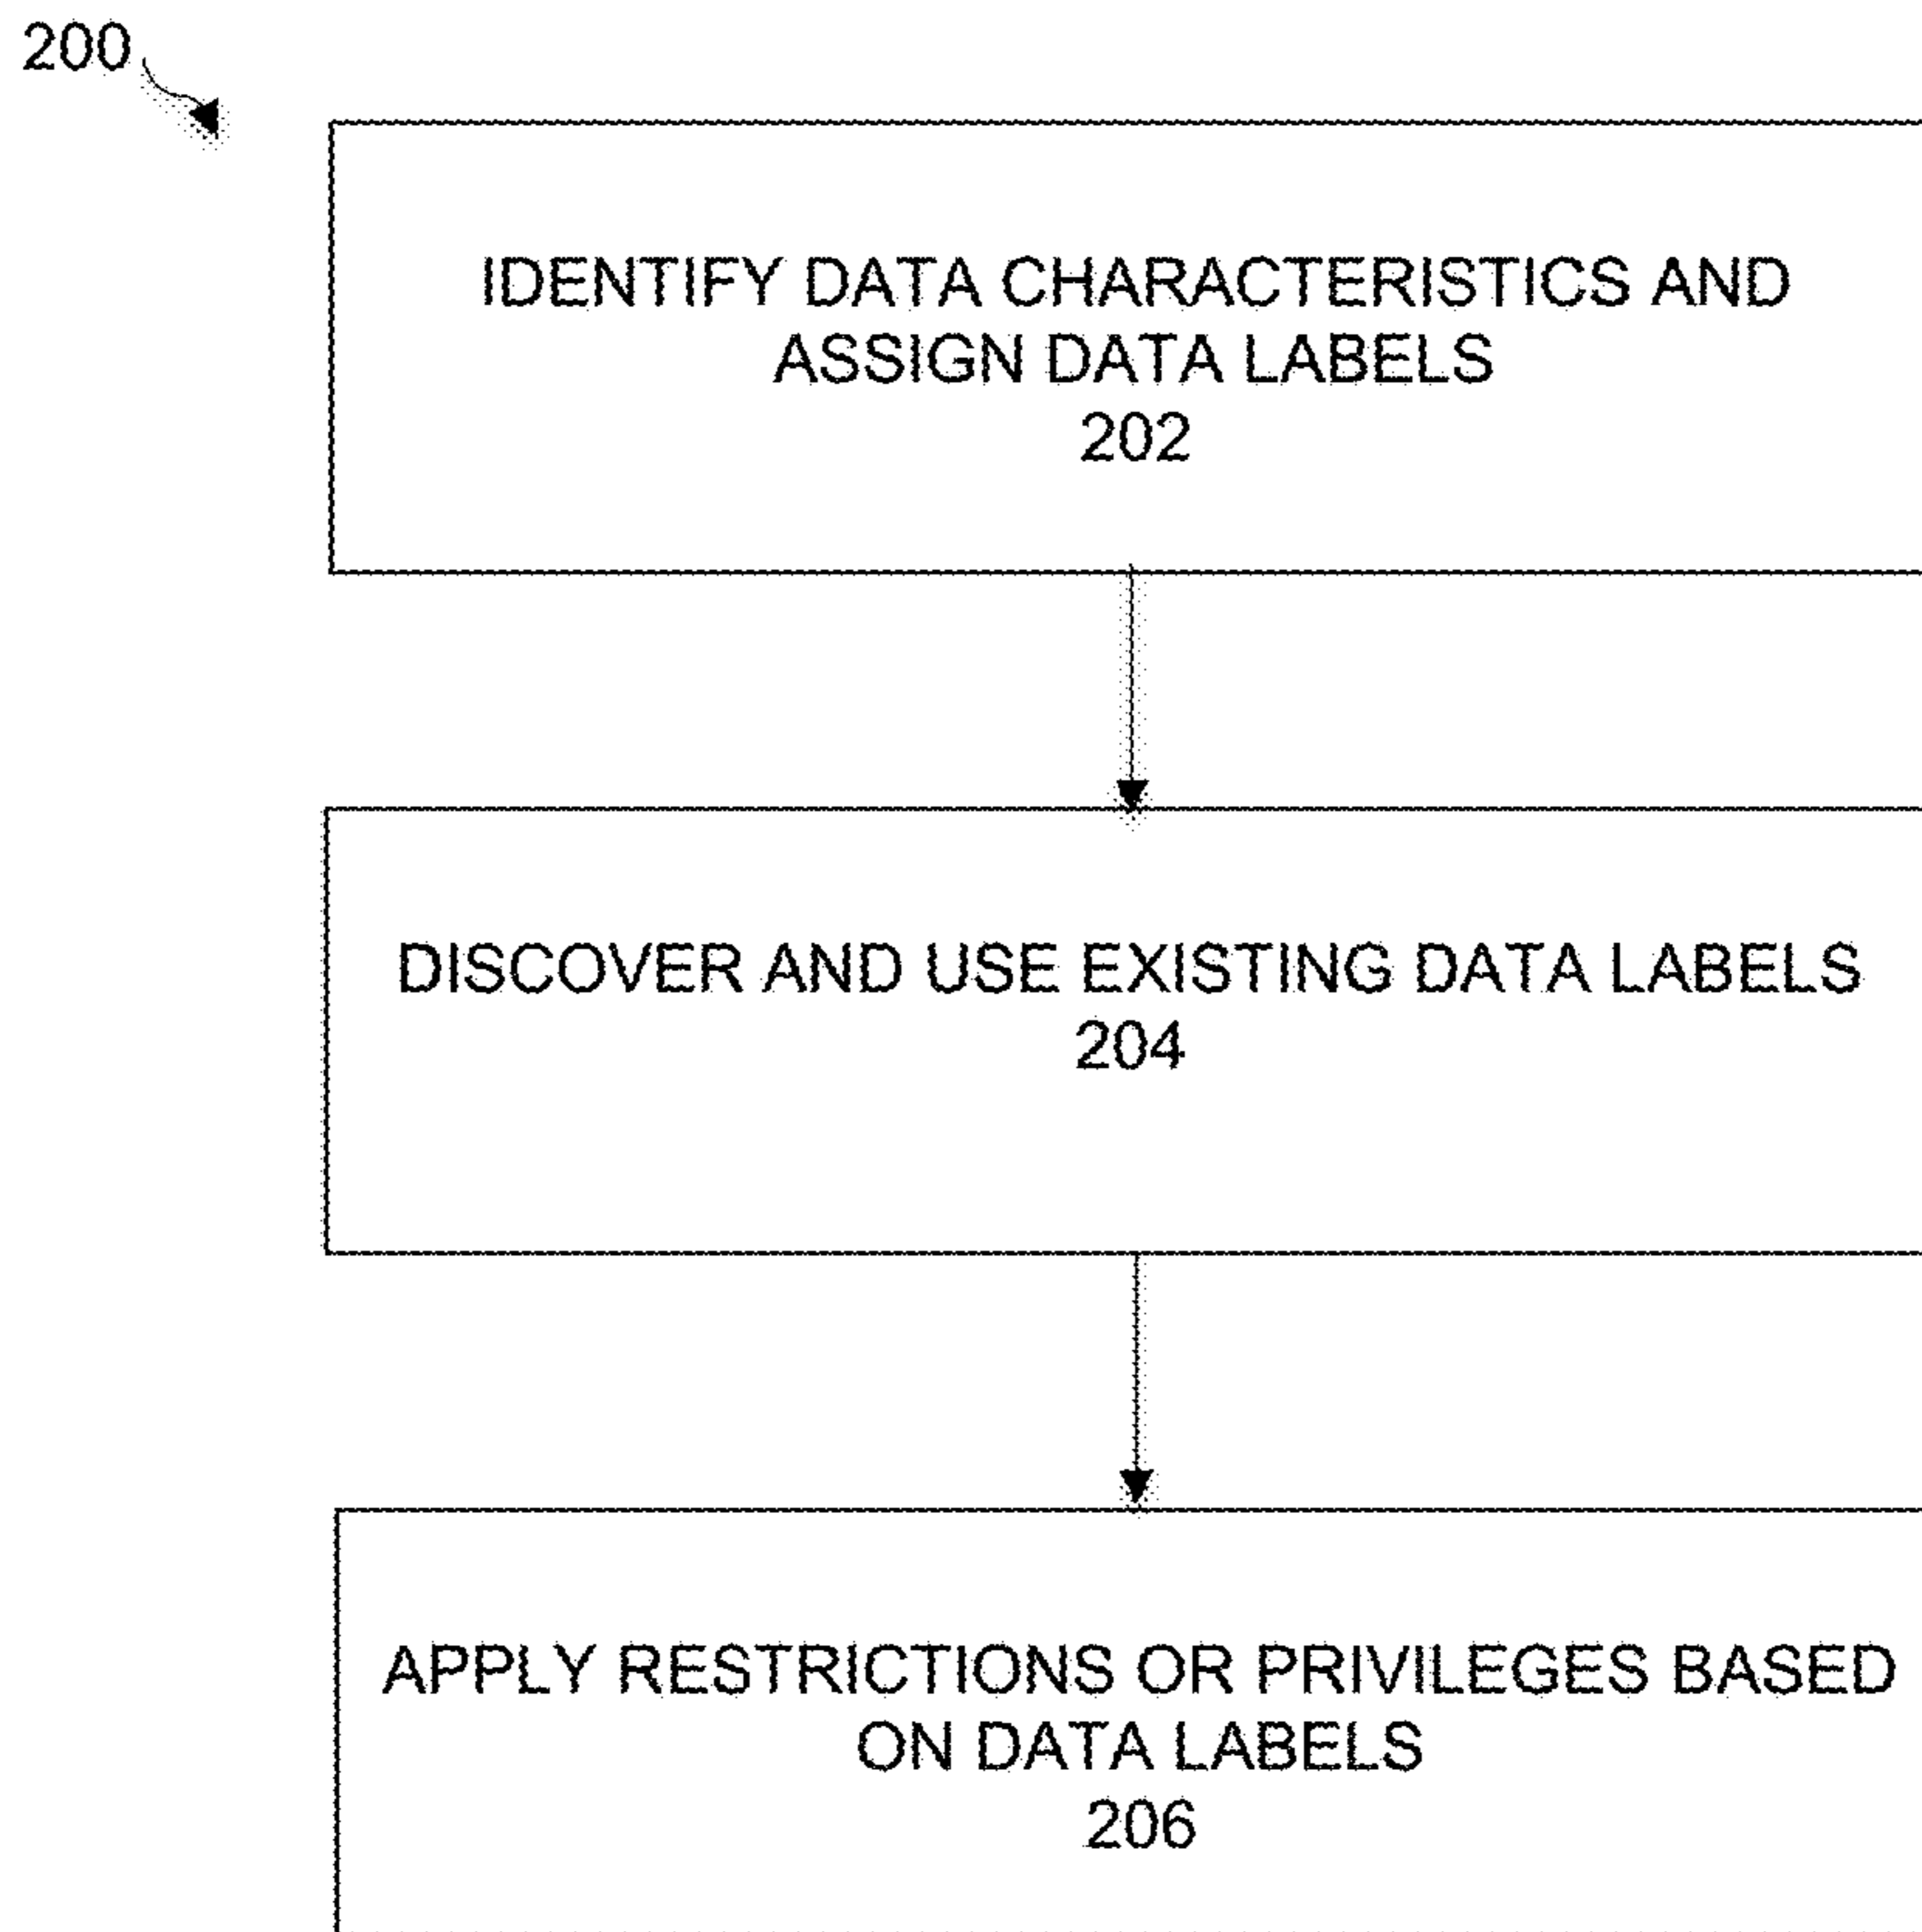 200
IDENTIFY DATA CHARACTERISTICS AND
ASSIGN DATA LABELS
202
DISCOVER AND USE EXISTING DATA LABELS
204
APPLY RESTRICTIONS OR PRIVILEGES BASED
ON DATA LABELS
206